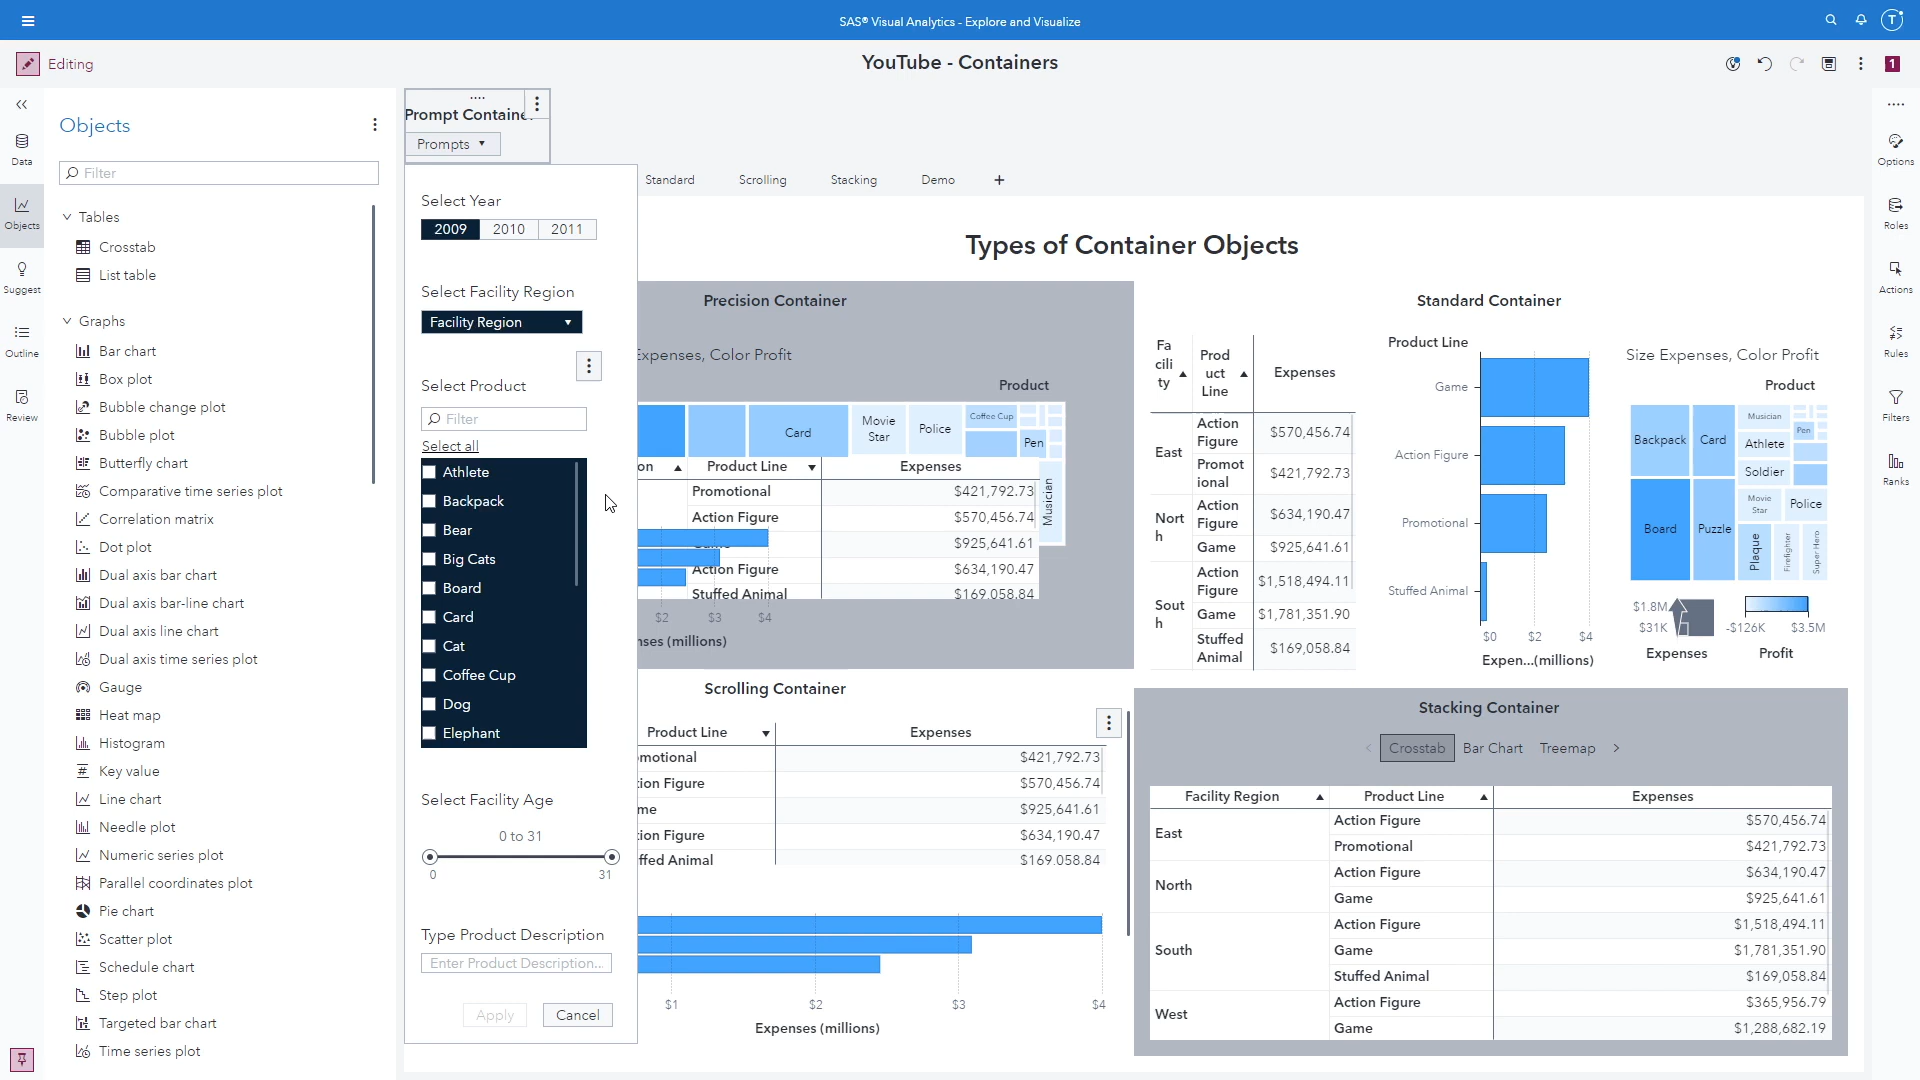 SAS® Visual Analytics - Explore and Visualize
T
Editing
YouTube - Containers
1
Data
Objects
Suggest
Outline
Review
Objects
Filter
Tables
Crosstab
List table
Graphs
Bar chart
Box plot
Bubble change plot
Bubble plot
Butterfly chart
Comparative time series plot
Correlation matrix
Dot plot
Dual axis bar chart
Dual axis bar-line chart
Dual axis line chart
Dual axis time series plot
Gauge
Heat map
Histogram
Key value
Line chart
Needle plot
Numeric series plot
Parallel coordinates plot
Pie chart
Scatter plot
Schedule chart
Step plot
Targeted bar chart
Time series plot
Prompt Container
Prompts
Select Year
2009 2010 2011
Select Facility Region
Facility Region
Select Product
Filter
Select all
Athlete
Backpack
Bear
Big Cats
Board
Card
Cat
Coffee Cup
Dog
Elephant
Select Facility Age
0 to 31
0 31
Type Product Description
Enter Product Description...
Apply Cancel
Standard Scrolling Stacking Demo +
Types of Container Objects
Precision Container
Expenses, Color Profit
Product
Card
Movie
Star
Police
Coffee Cup
Pen
Musician
on Product Line Expenses
Promotional $421,792.73
Action Figure $570,456.74
Game $925,641.61
Action Figure $634,190.47
Stuffed Animal $169,058.84
$2 $3 $4
nses (millions)
Standard Container
Fa
cili
ty
Prod
uct
Line
Expenses
East
Action
Figure
$570,456.74
Promot
ional
$421,792.73
Nort
h
Action
Figure
$634,190.47
Game $925,641.61
Sout
h
Action
Figure
$1,518,494.11
Game $1,781,351.90
Stuffed
Animal
$169,058.84
Product Line
Game
Action Figure
Promotional
Stuffed Animal
$0 $2 $4
Expen...(millions)
Size Expenses, Color Profit
Product
Backpack
Card
Musician
Pen
Athlete
Soldier
Movie
Star
Police
Board
Puzzle
Plaque
Firefighter
Super Hero
$1.8M
$31K
Expenses
-$126K $3.5M
Profit
Scrolling Container
Product Line Expenses
motional $421,792.73
ion Figure $570,456.74
me $925,641.61
ion Figure $634,190.47
ffed Animal $169,058.84
$1 $2 $3 $4
Expenses (millions)
Stacking Container
Crosstab Bar Chart Treemap
Facility Region Product Line Expenses
East Action Figure $570,456.74
Promotional $421,792.73
North Action Figure $634,190.47
Game $925,641.61
South Action Figure $1,518,494.11
Game $1,781,351.90
Stuffed Animal $169,058.84
West Action Figure $365,956.79
Game $1,288,682.19
Options
Roles
Actions
Rules
Filters
Ranks